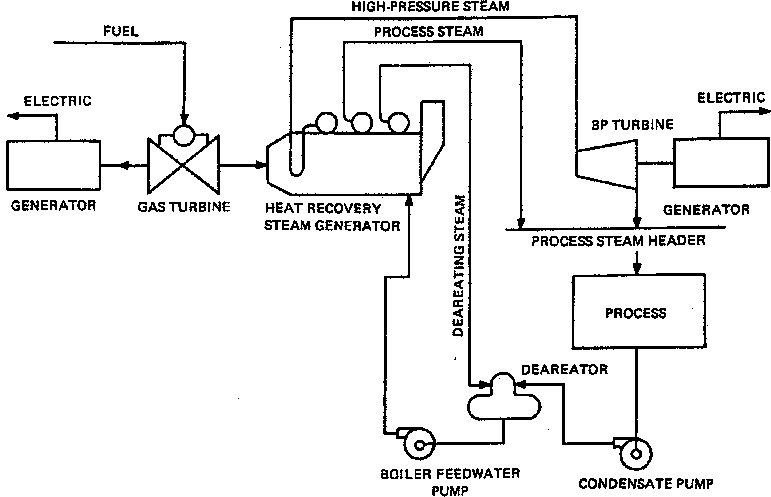 HIGH-PRESSURE STEAM
FUEL
PROCESS STEAM
ELECTRIC
ELECTRIC
BP TURBINE
GENERATOR
GAS TURBINE
HEAT RECOVERY
STEAM GENERATOR
GENERATOR
DEAREATING STEAM
PROCESS STEAM HEADER
PROCESS
DEAREATOR
BOILER FEEDWATER
PUMP
CONDENSATE PUMP